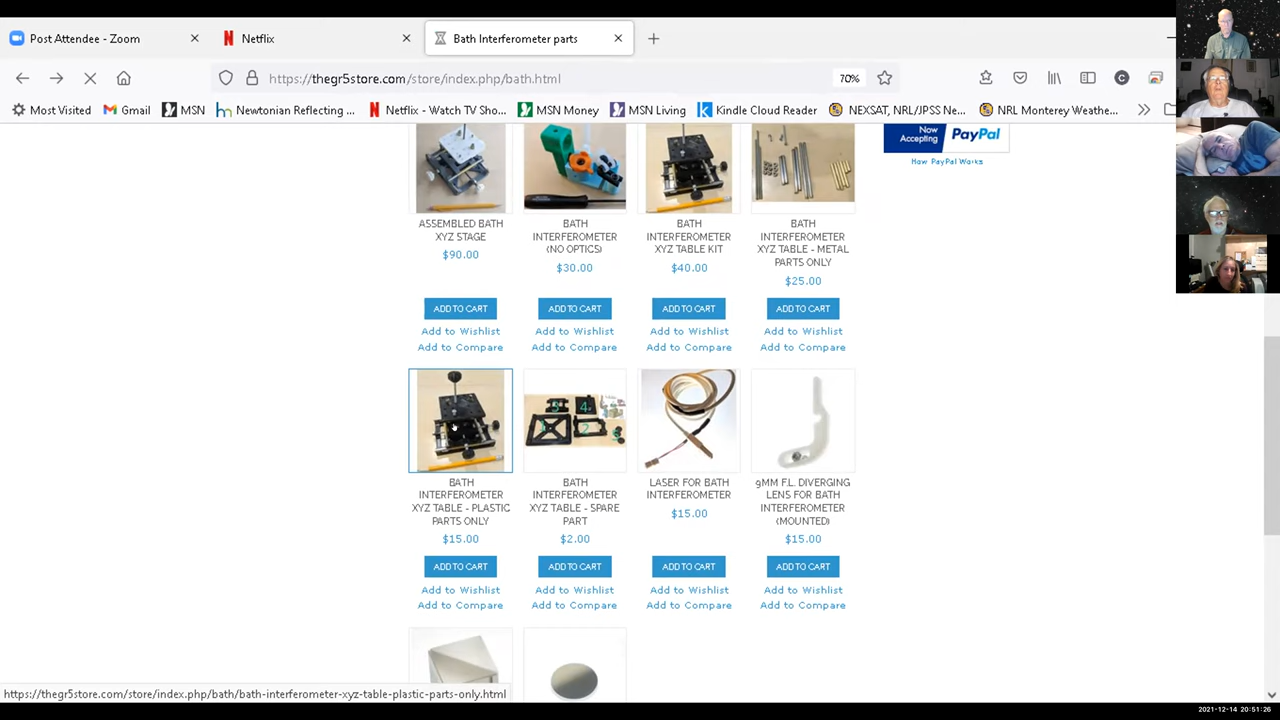 Post Attendee - Zoom
Netflix
Bath Interferometer parts
https://thegr5store.com/store/index.php/bath.html
70%
C
Most Visited
Gmail
MSN
Newtonian Reflecting ...
Netflix - Watch TV Sho...
MSN Money
MSN Living
Kindle Cloud Reader
NEXSAT, NRL/JPSS Ne...
NRL Monterey Weathe...
Now
Accepting
PayPal
How PayPal Works
ASSEMBLED BATH
XYZ STAGE
$90.00
ADD TO CART
Add to Wishlist
Add to Compare
BATH
INTERFEROMETER
(NO OPTICS)
$30.00
ADD TO CART
Add to Wishlist
Add to Compare
BATH
INTERFEROMETER
XYZ TABLE KIT
$40.00
ADD TO CART
Add to Wishlist
Add to Compare
BATH
INTERFEROMETER
XYZ TABLE - METAL
PARTS ONLY
$25.00
ADD TO CART
Add to Wishlist
Add to Compare
BATH
INTERFEROMETER
XYZ TABLE - PLASTIC
PARTS ONLY
$15.00
ADD TO CART
Add to Wishlist
Add to Compare
3
4
2
BATH
INTERFEROMETER
XYZ TABLE - SPARE
PART
$2.00
ADD TO CART
Add to Wishlist
Add to Compare
LASER FOR BATH
INTERFEROMETER
$15.00
ADD TO CART
Add to Wishlist
Add to Compare
9MM F.L. DIVERGING
LENS FOR BATH
INTERFEROMETER
(MOUNTED)
$15.00
ADD TO CART
Add to Wishlist
Add to Compare
https://thegr5store.com/store/index.php/bath/bath-interferometer-xyz-table-plastic-parts-only.html
2021-12-14 20:51:26